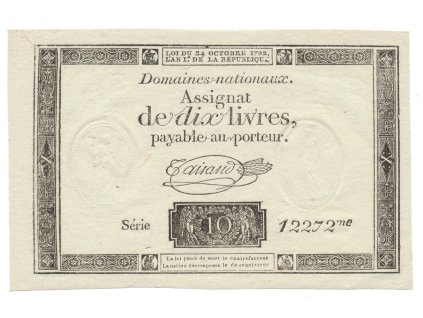 LOI DU 24 OCTOBRE 1792,
L'AN 1er. DE LA RÉPUBLIQUE.
Domaines nationaux.
Assignat
de dix livres,
payable au porteur.
Taisaud
Série 10 12272me
La loi punit de mort le contrefacteur
La nation récompense le dénonciateur